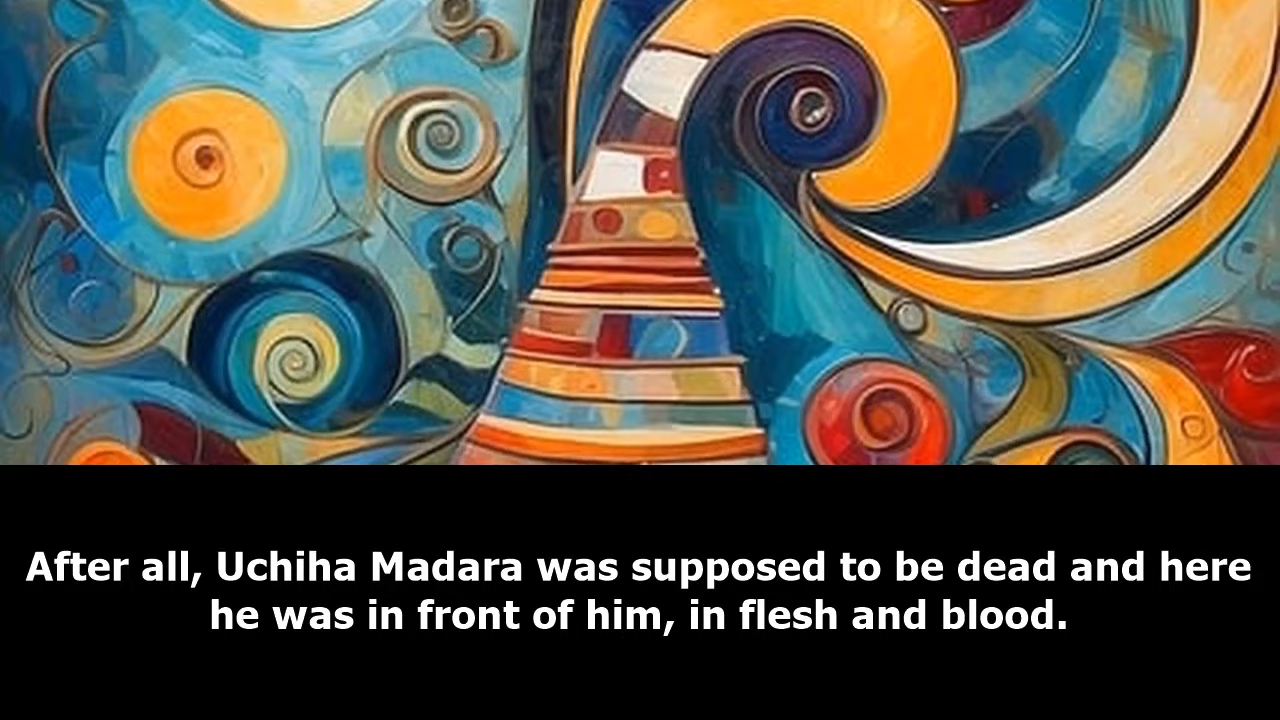 After all, Uchiha Madara was supposed to be dead and here
he was in front of him, in flesh and blood.